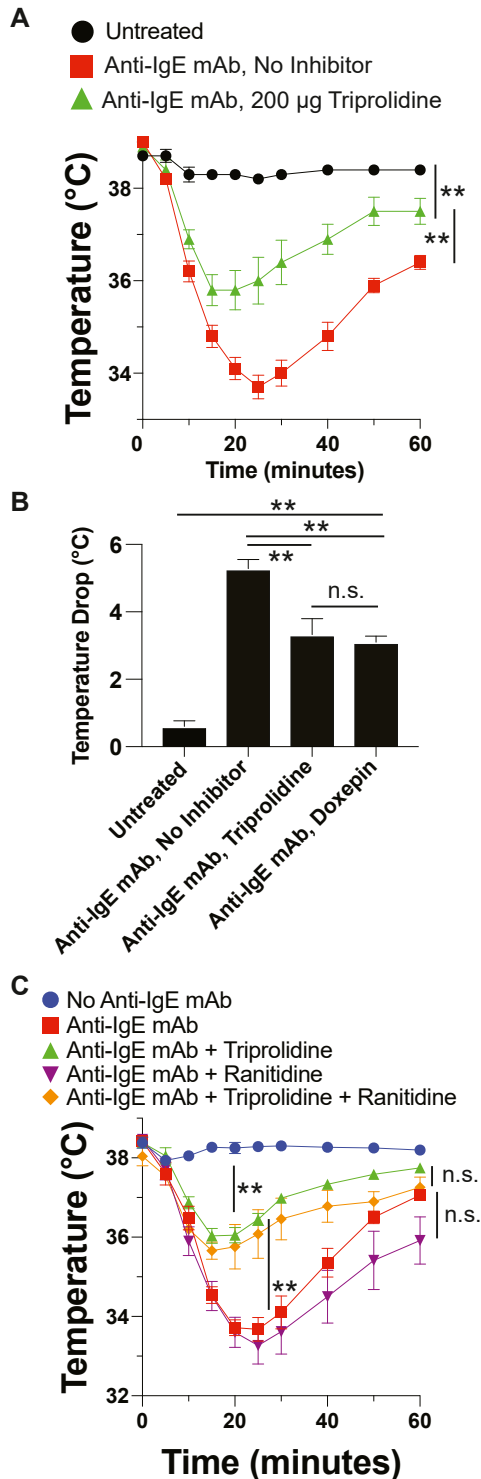 A
Untreated
Anti-IgE mAb, No Inhibitor
Anti-IgE mAb, 200 µg Triprolidine
Temperature (°C)
38
36
34
**
**
0 20 40 60
Time (minutes)
B
Temperature Drop (°C)
6
4
2
0
**
**
**
n.s.
Untreated
Anti-IgE mAb, No Inhibitor
Anti-IgE mAb, Triprolidine
Anti-IgE mAb, Doxepin
C
No Anti-IgE mAb
Anti-IgE mAb
Anti-IgE mAb + Triprolidine
Anti-IgE mAb + Ranitidine
Anti-IgE mAb + Triprolidine + Ranitidine
Temperature (°C)
38
36
34
32
**
**
n.s.
n.s.
0 20 40 60
Time (minutes)